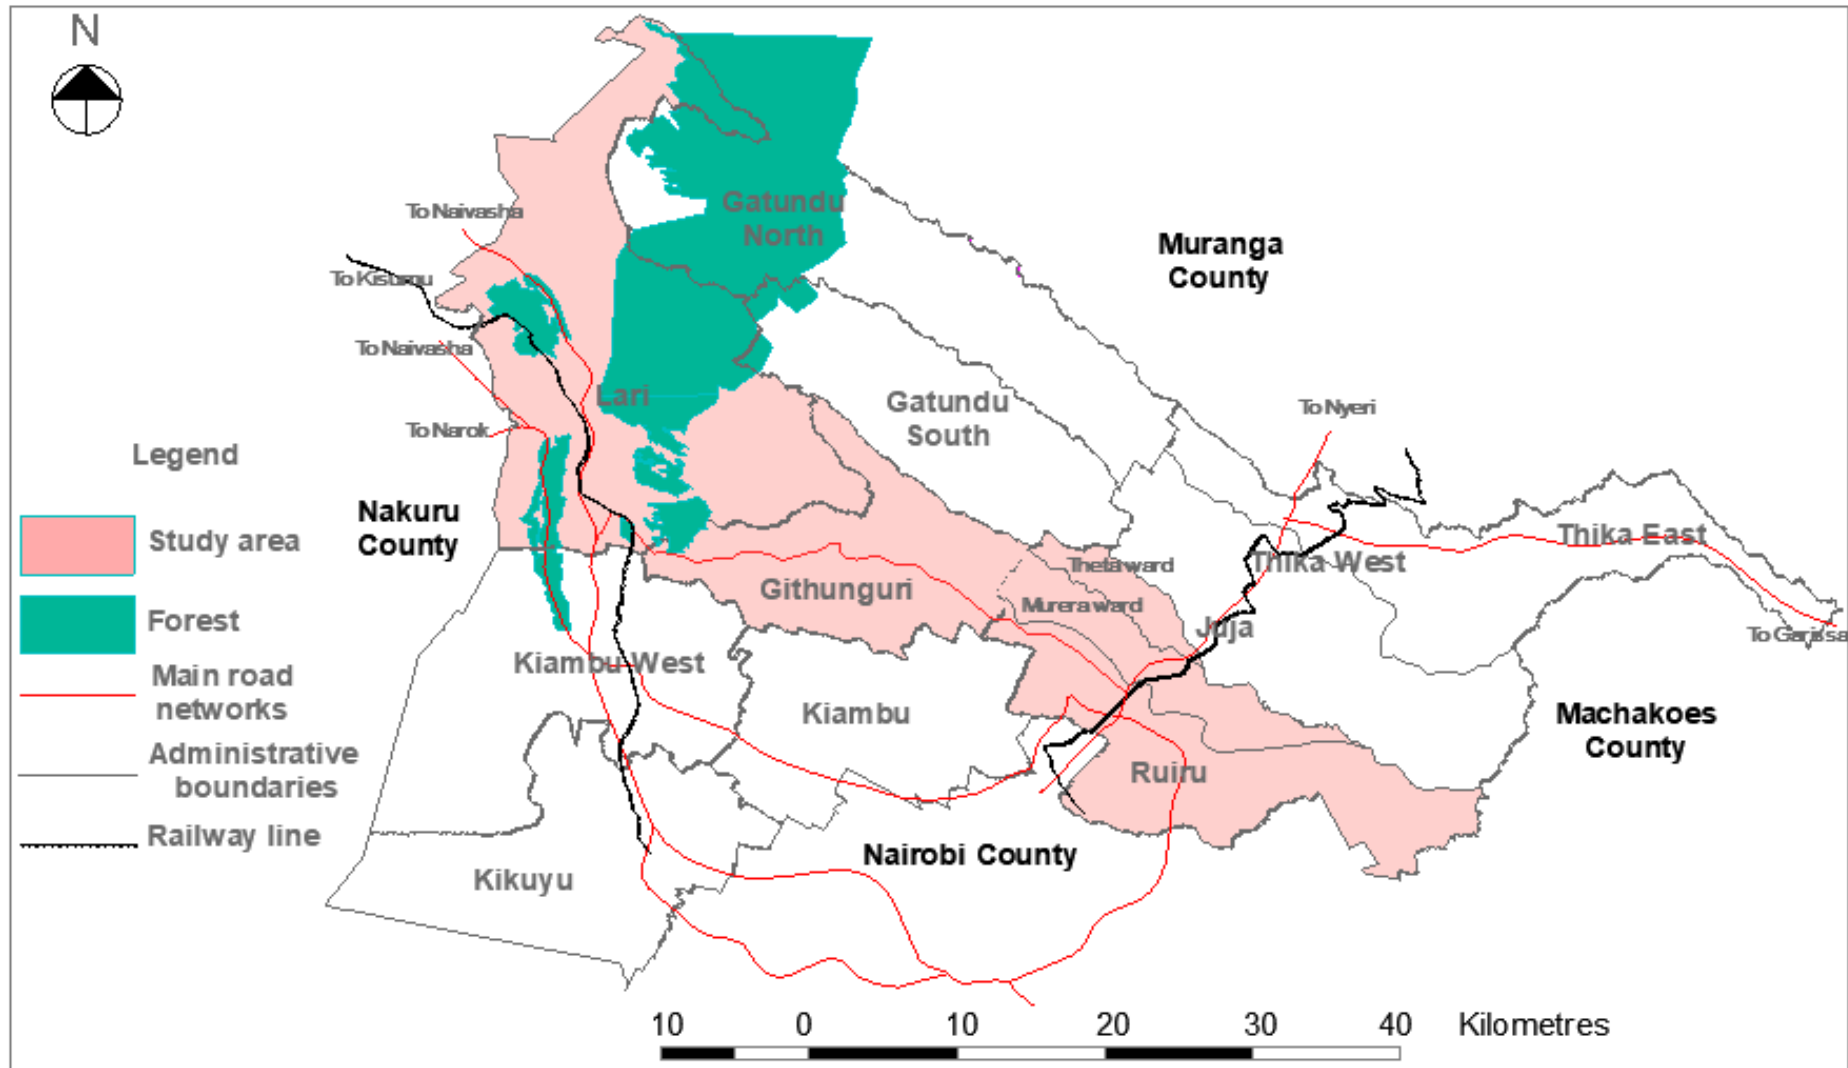 N
To Naivasha
Gatundu
North
Muranga
County
To Kisumu
To Naivasha
Lari
Gatundu
South
To Nyeri
To Narok
Legend
Nakuru
County
Study area
Thika East
Thika West
Theta ward
Githunguri
Murera ward
Forest
Juja
To Garissa
Kiambu West
Main road
networks
Kiambu
Machakoes
County
Administrative
boundaries
Ruiru
Railway line
Nairobi County
Kikuyu
10 0 10 20 30 40 Kilometres